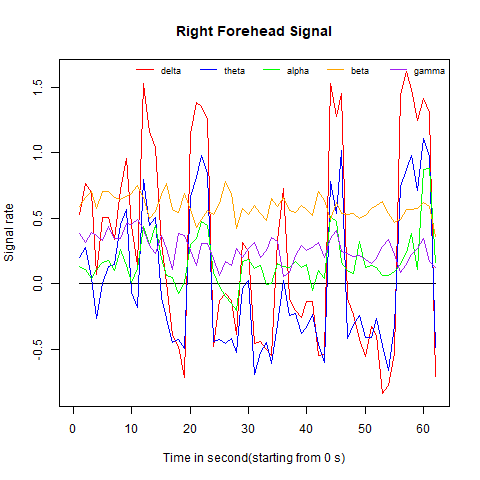 Right Forehead Signal
delta theta alpha beta gamma
Signal rate
1.5
1.0
0.5
0.0
-0.5
0 10 20 30 40 50 60
Time in second(starting from 0 s)